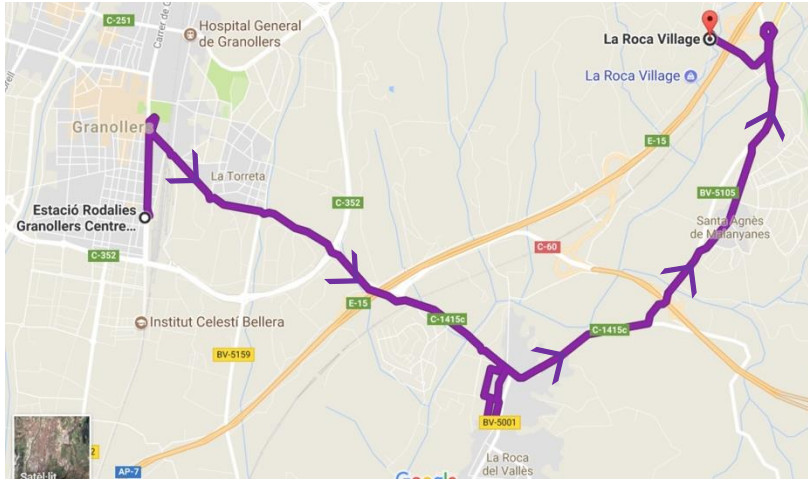 C-251
Carrer de C
Hospital General
de Granollers
La Roca Village
La Roca Village
Granollers
E-15
La Torreta
BV-5105
C-352
Estació Rodalies
Granollers Centre...
Santa Agnès
de Malanyanes
C-60
C-352
E-15
C-1415c
Institut Celestí Bellera
C-1415c
BV-5159
BV-5001
La Roca
del Vallès
AP-7
Satèl·lit
Google